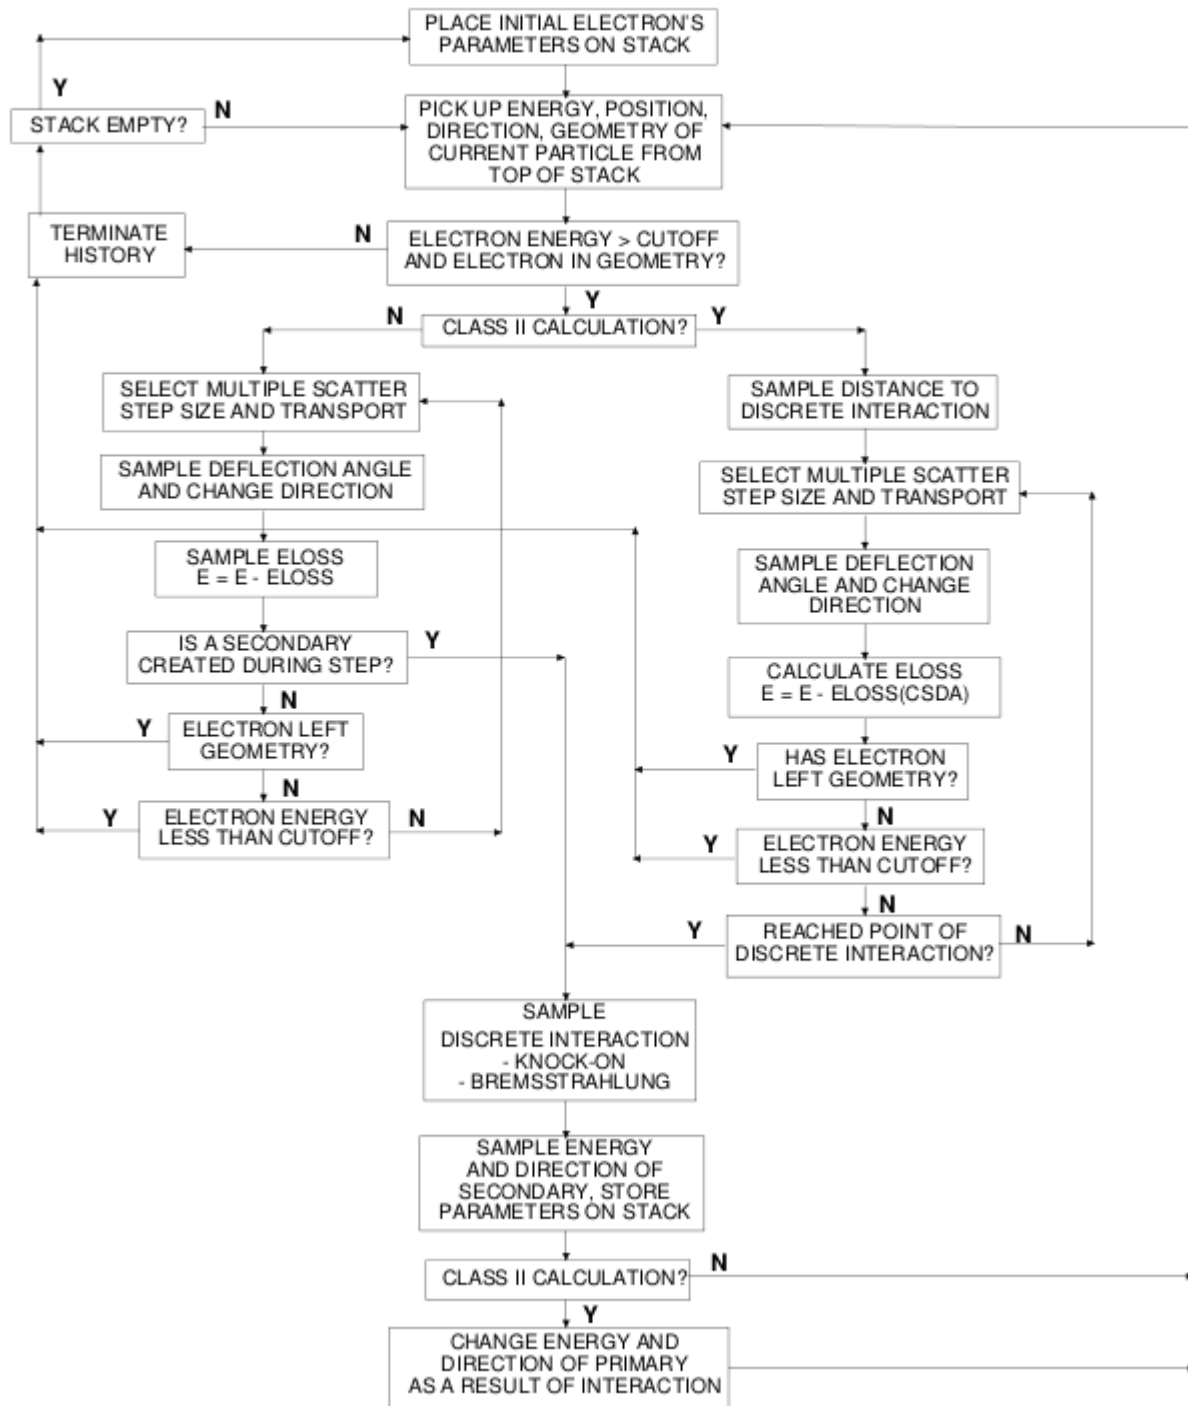 PLACE INITIAL ELECTRON'S
PARAMETERS ON STACK
Y
STACK EMPTY?
N
PICK UP ENERGY, POSITION,
DIRECTION, GEOMETRY OF
CURRENT PARTICLE FROM
TOP OF STACK
TERMINATE
HISTORY
N
ELECTRON ENERGY > CUTOFF
AND ELECTRON IN GEOMETRY?
Y
N
CLASS II CALCULATION?
Y
SELECT MULTIPLE SCATTER
STEP SIZE AND TRANSPORT
SAMPLE DEFLECTION ANGLE
AND CHANGE DIRECTION
SAMPLE ELOSS
E = E - ELOSS
IS A SECONDARY
CREATED DURING STEP?
Y
N
Y
ELECTRON LEFT
GEOMETRY?
N
Y
ELECTRON ENERGY
LESS THAN CUTOFF?
N
SAMPLE DISTANCE TO
DISCRETE INTERACTION
SELECT MULTIPLE SCATTER
STEP SIZE AND TRANSPORT
SAMPLE DEFLECTION
ANGLE AND CHANGE
DIRECTION
CALCULATE ELOSS
E = E - ELOSS(CSDA)
Y
HAS ELECTRON
LEFT GEOMETRY?
N
Y
ELECTRON ENERGY
LESS THAN CUTOFF?
N
Y
REACHED POINT OF
DISCRETE INTERACTION?
N
SAMPLE
DISCRETE INTERACTION
- KNOCK-ON
- BREMSSTRAHLUNG
SAMPLE ENERGY
AND DIRECTION OF
SECONDARY, STORE
PARAMETERS ON STACK
CLASS II CALCULATION?
N
Y
CHANGE ENERGY AND
DIRECTION OF PRIMARY
AS A RESULT OF INTERACTION